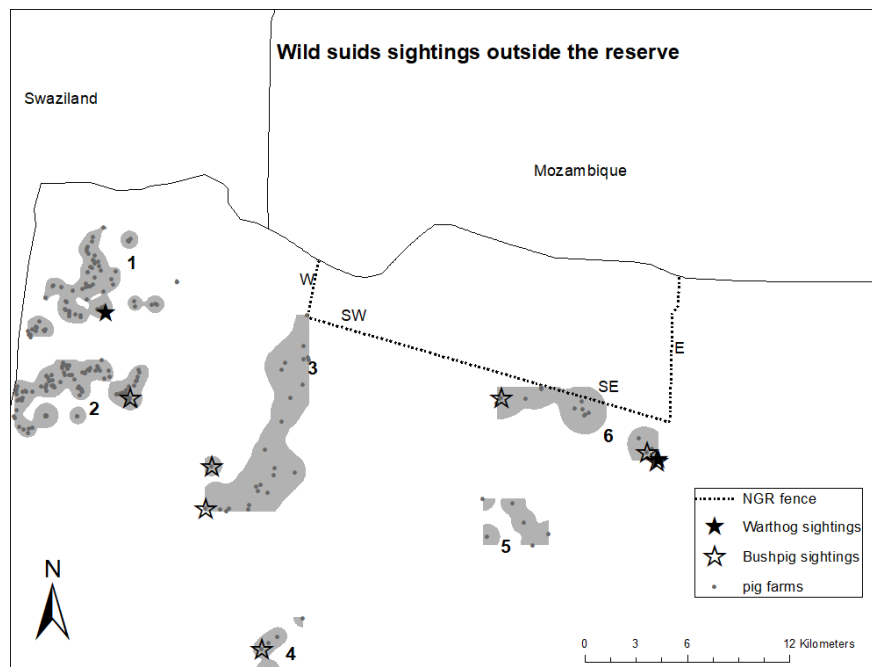 Wild suids sightings outside the reserve
Swaziland
Mozambique
1
W
SW
E
3
SE
2
6
5
4
N
NGR fence
Warthog sightings
Bushpig sightings
pig farms
0 3 6 12 Kilometers